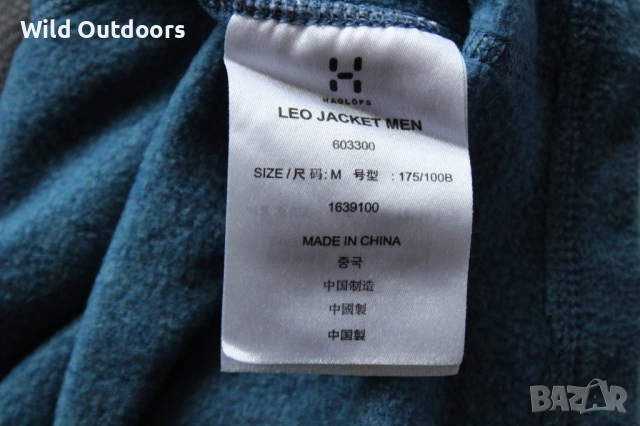 Wild Outdoors
HAGLÖFS
LEO JACKET MEN
603300
SIZE/尺 码: M 号型 : 175/100B
1639100
MADE IN CHINA
中국
中国制造
中國製
中国製
BAZAR